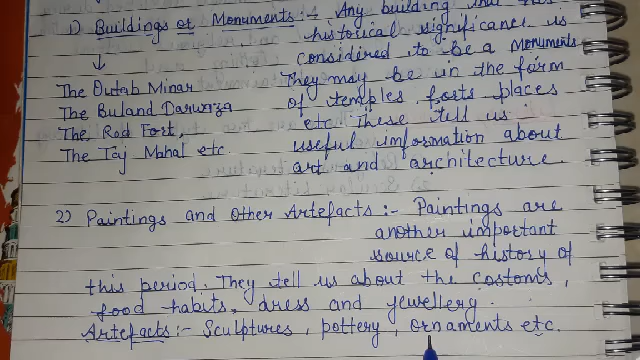 1) Buildings of Monuments :- Any building that has
historical significance is
↓ considered to be a Monuments
The Qutab Minar They may be in the form
The Buland Darwaza of temples, forts, places
The Red Fort, etc. These tell us
The Taj Mahal etc. useful information about
art and architecture.
2) Paintings and Other Artefacts :- Paintings are
another important
source of history of
this period. They tell us about the costoms,
food habits, dress and jewellery.
Artefacts :- Sculptures, pottery, ornaments etc.